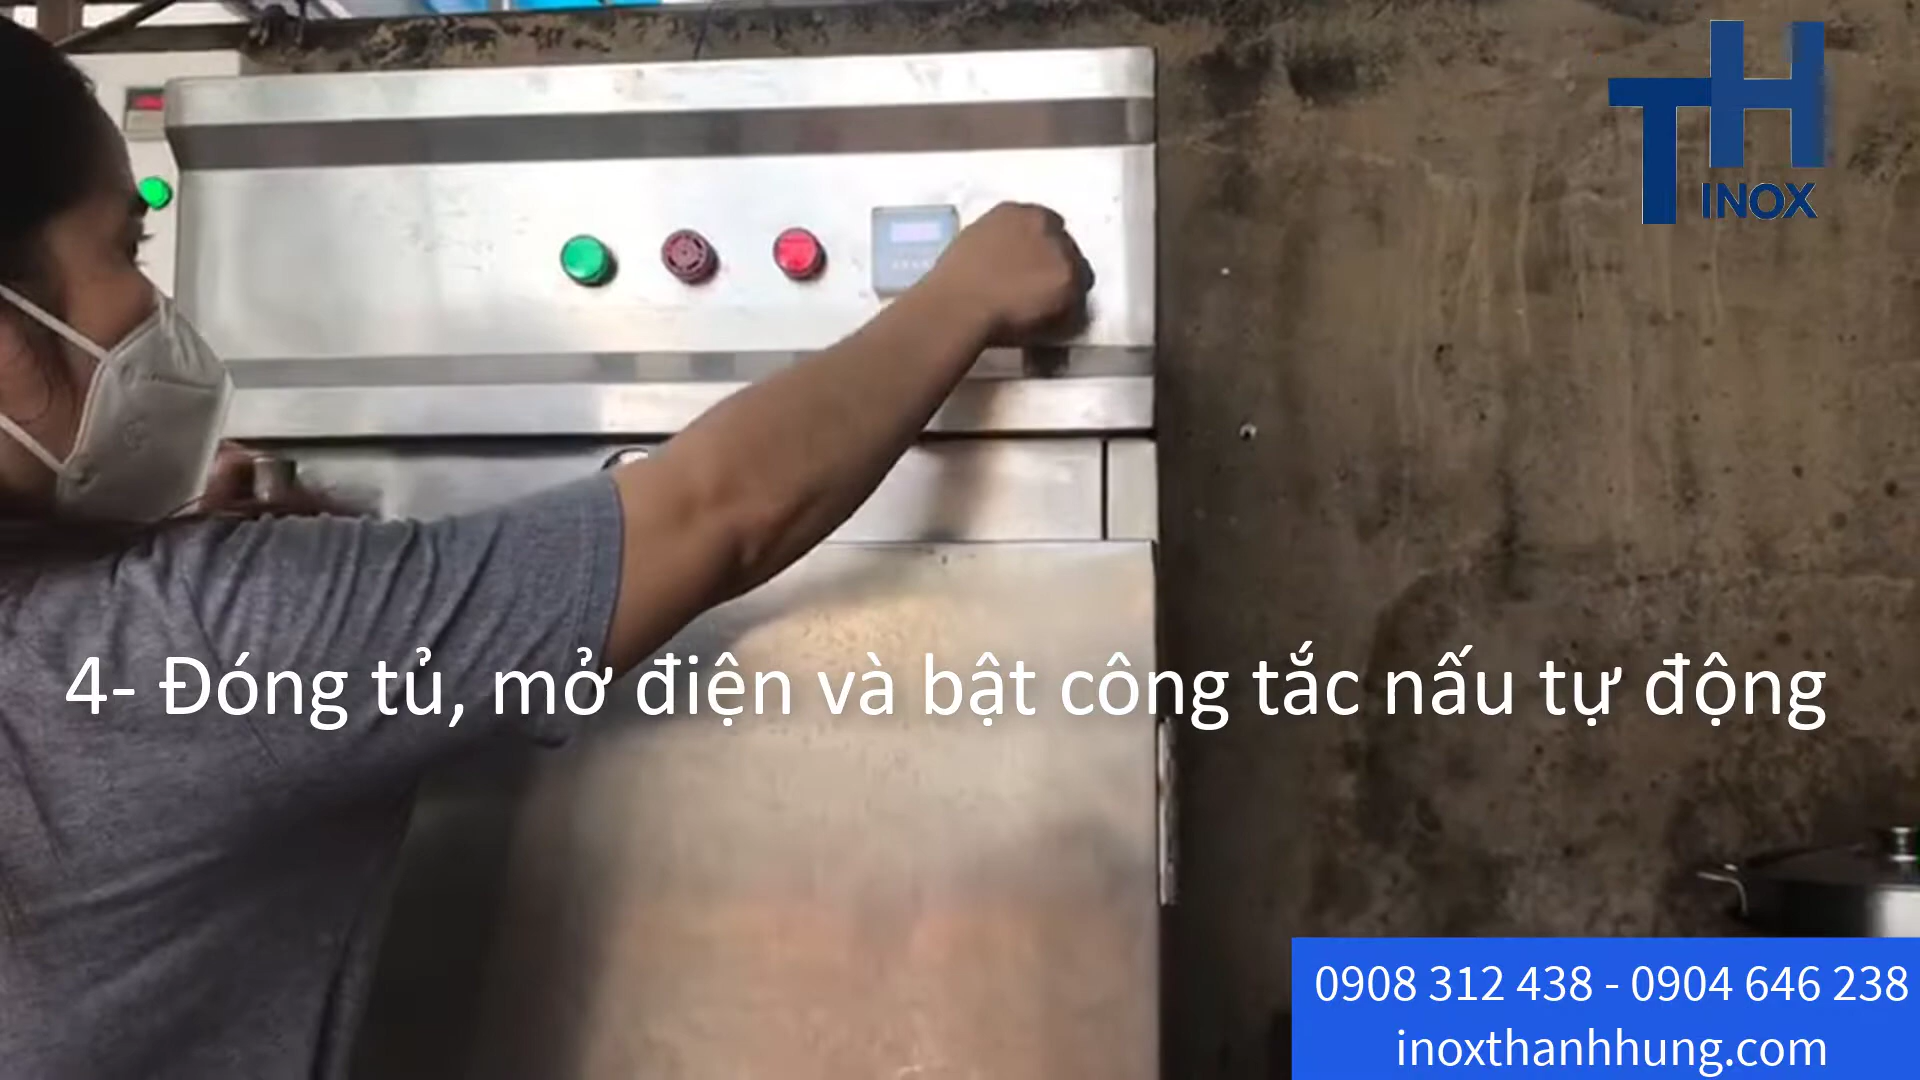 TH
INOX
4- Đóng tủ, mở điện và bật công tắc nấu tự động
0908 312 438 - 0904 646 238
inoxthanhhung.com